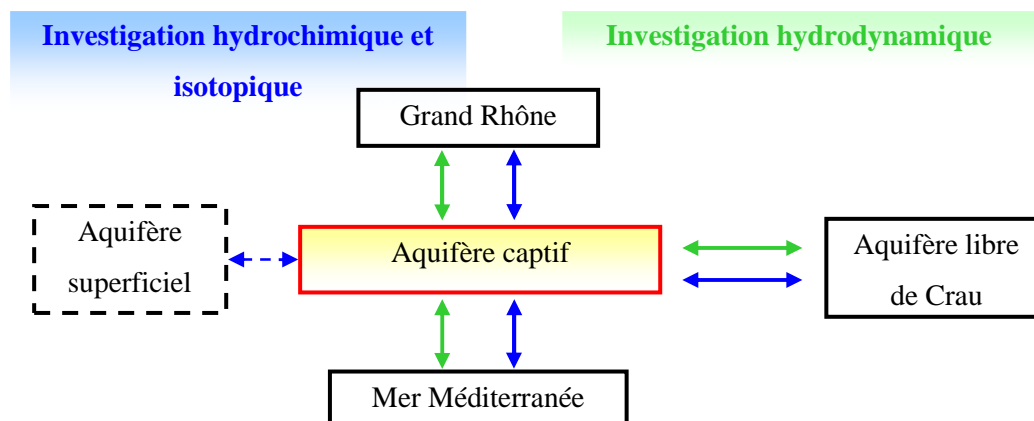 Investigation hydrochimique et
isotopique
Investigation hydrodynamique
Grand Rhône
Aquifère
superficiel
Aquifère captif
Aquifère libre
de Crau
Mer Méditerranée